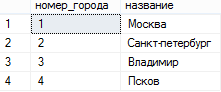 номер_города название
1 1 Москва
2 2 Санкт-петербург
3 3 Владимир
4 4 Псков